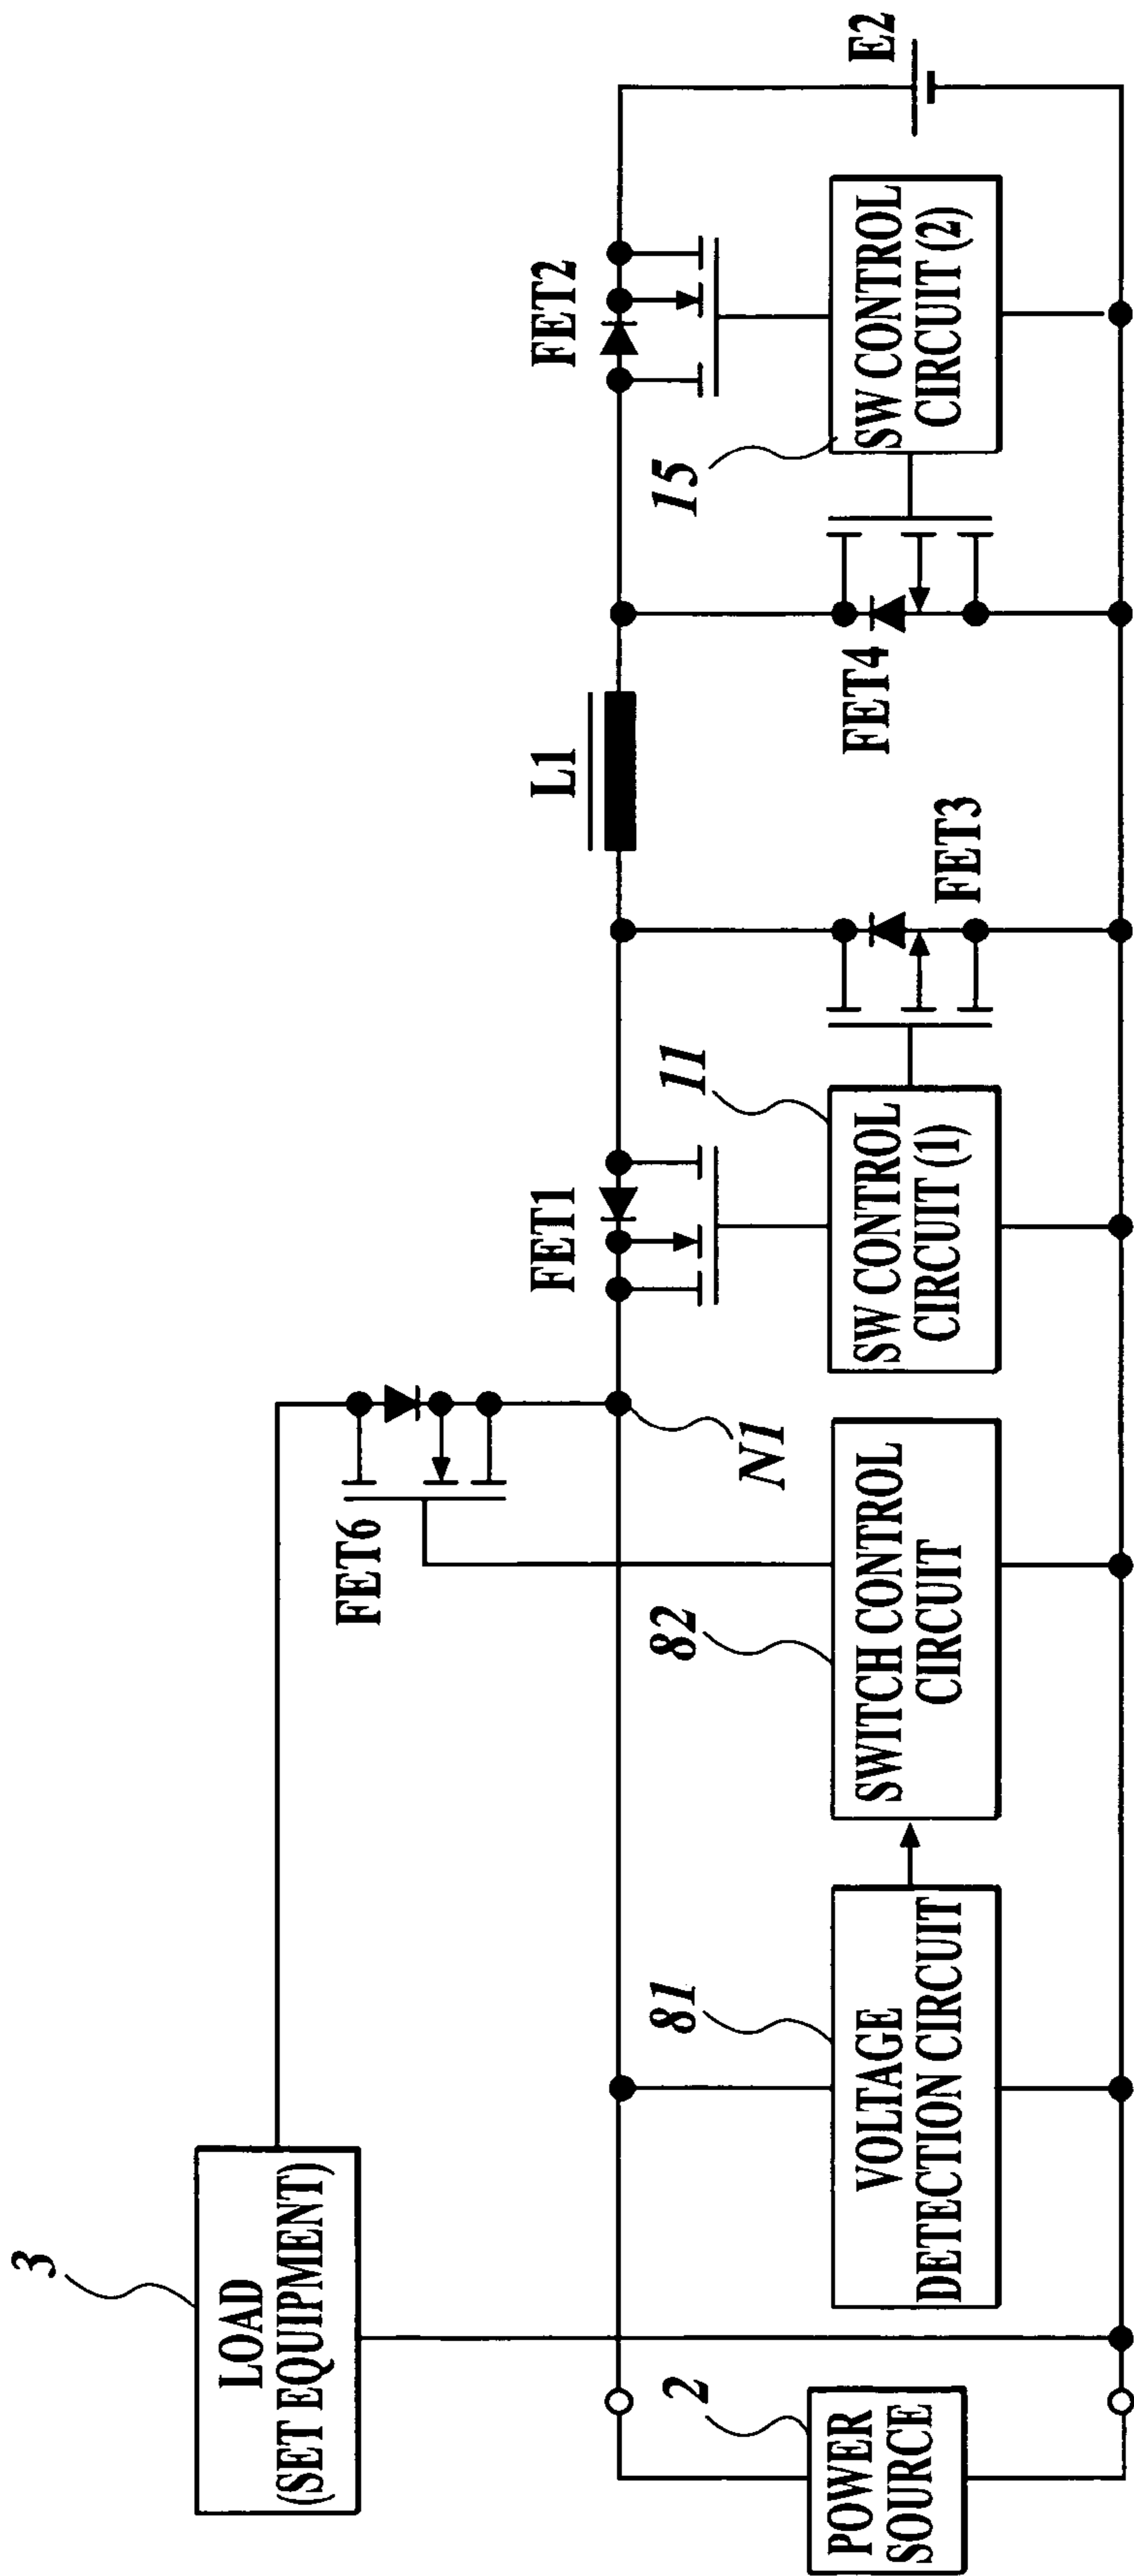 3
LOAD
(SET EQUIPMENT)
FET6
N1
FET1
L1
FET2
E2
2
POWER
SOURCE
81
VOLTAGE
DETECTION CIRCUIT
82
SWITCH CONTROL
CIRCUIT
11
SW CONTROL
CIRCUIT (1)
FET3
FET4
15
SW CONTROL
CIRCUIT (2)